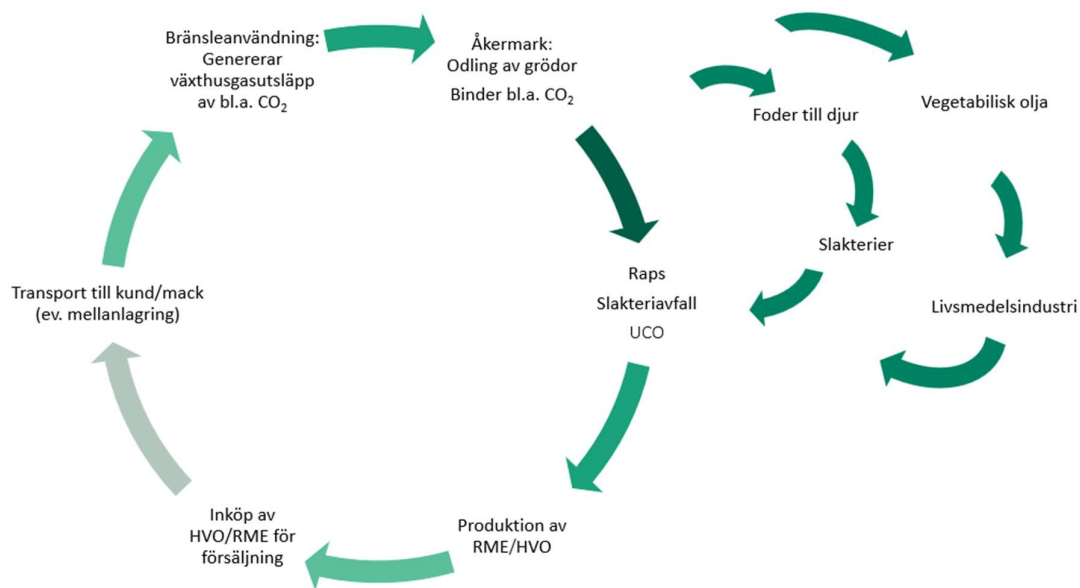 Bränsleanvändning:
Genererar
växthusgasutsläpp
av bl.a. CO₂
Åkermark:
Odling av grödor
Binder bl.a. CO₂
Foder till djur
Vegetabilisk olja
Slakterier
Livsmedelsindustri
Raps
Slakteriavfall
UCO
Transport till kund/mack
(ev. mellanlagring)
Inköp av
HVO/RME för
försäljning
Produktion av
RME/HVO